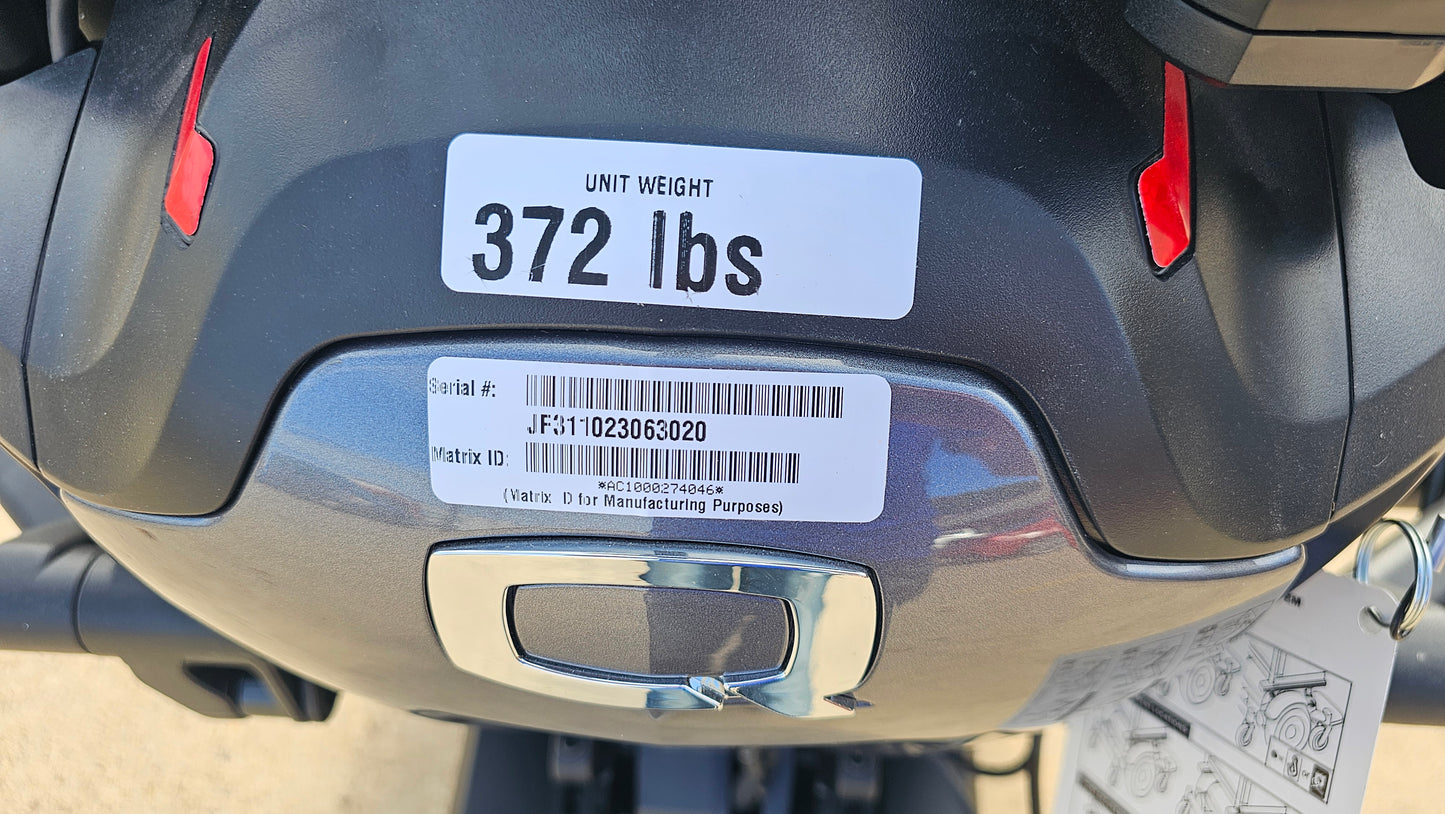 UNIT WEIGHT
372 lbs
Serial #:
JF311023063020
Matrix ID:
*AC1000274046*
(Matrix ID for Manufacturing Purposes)